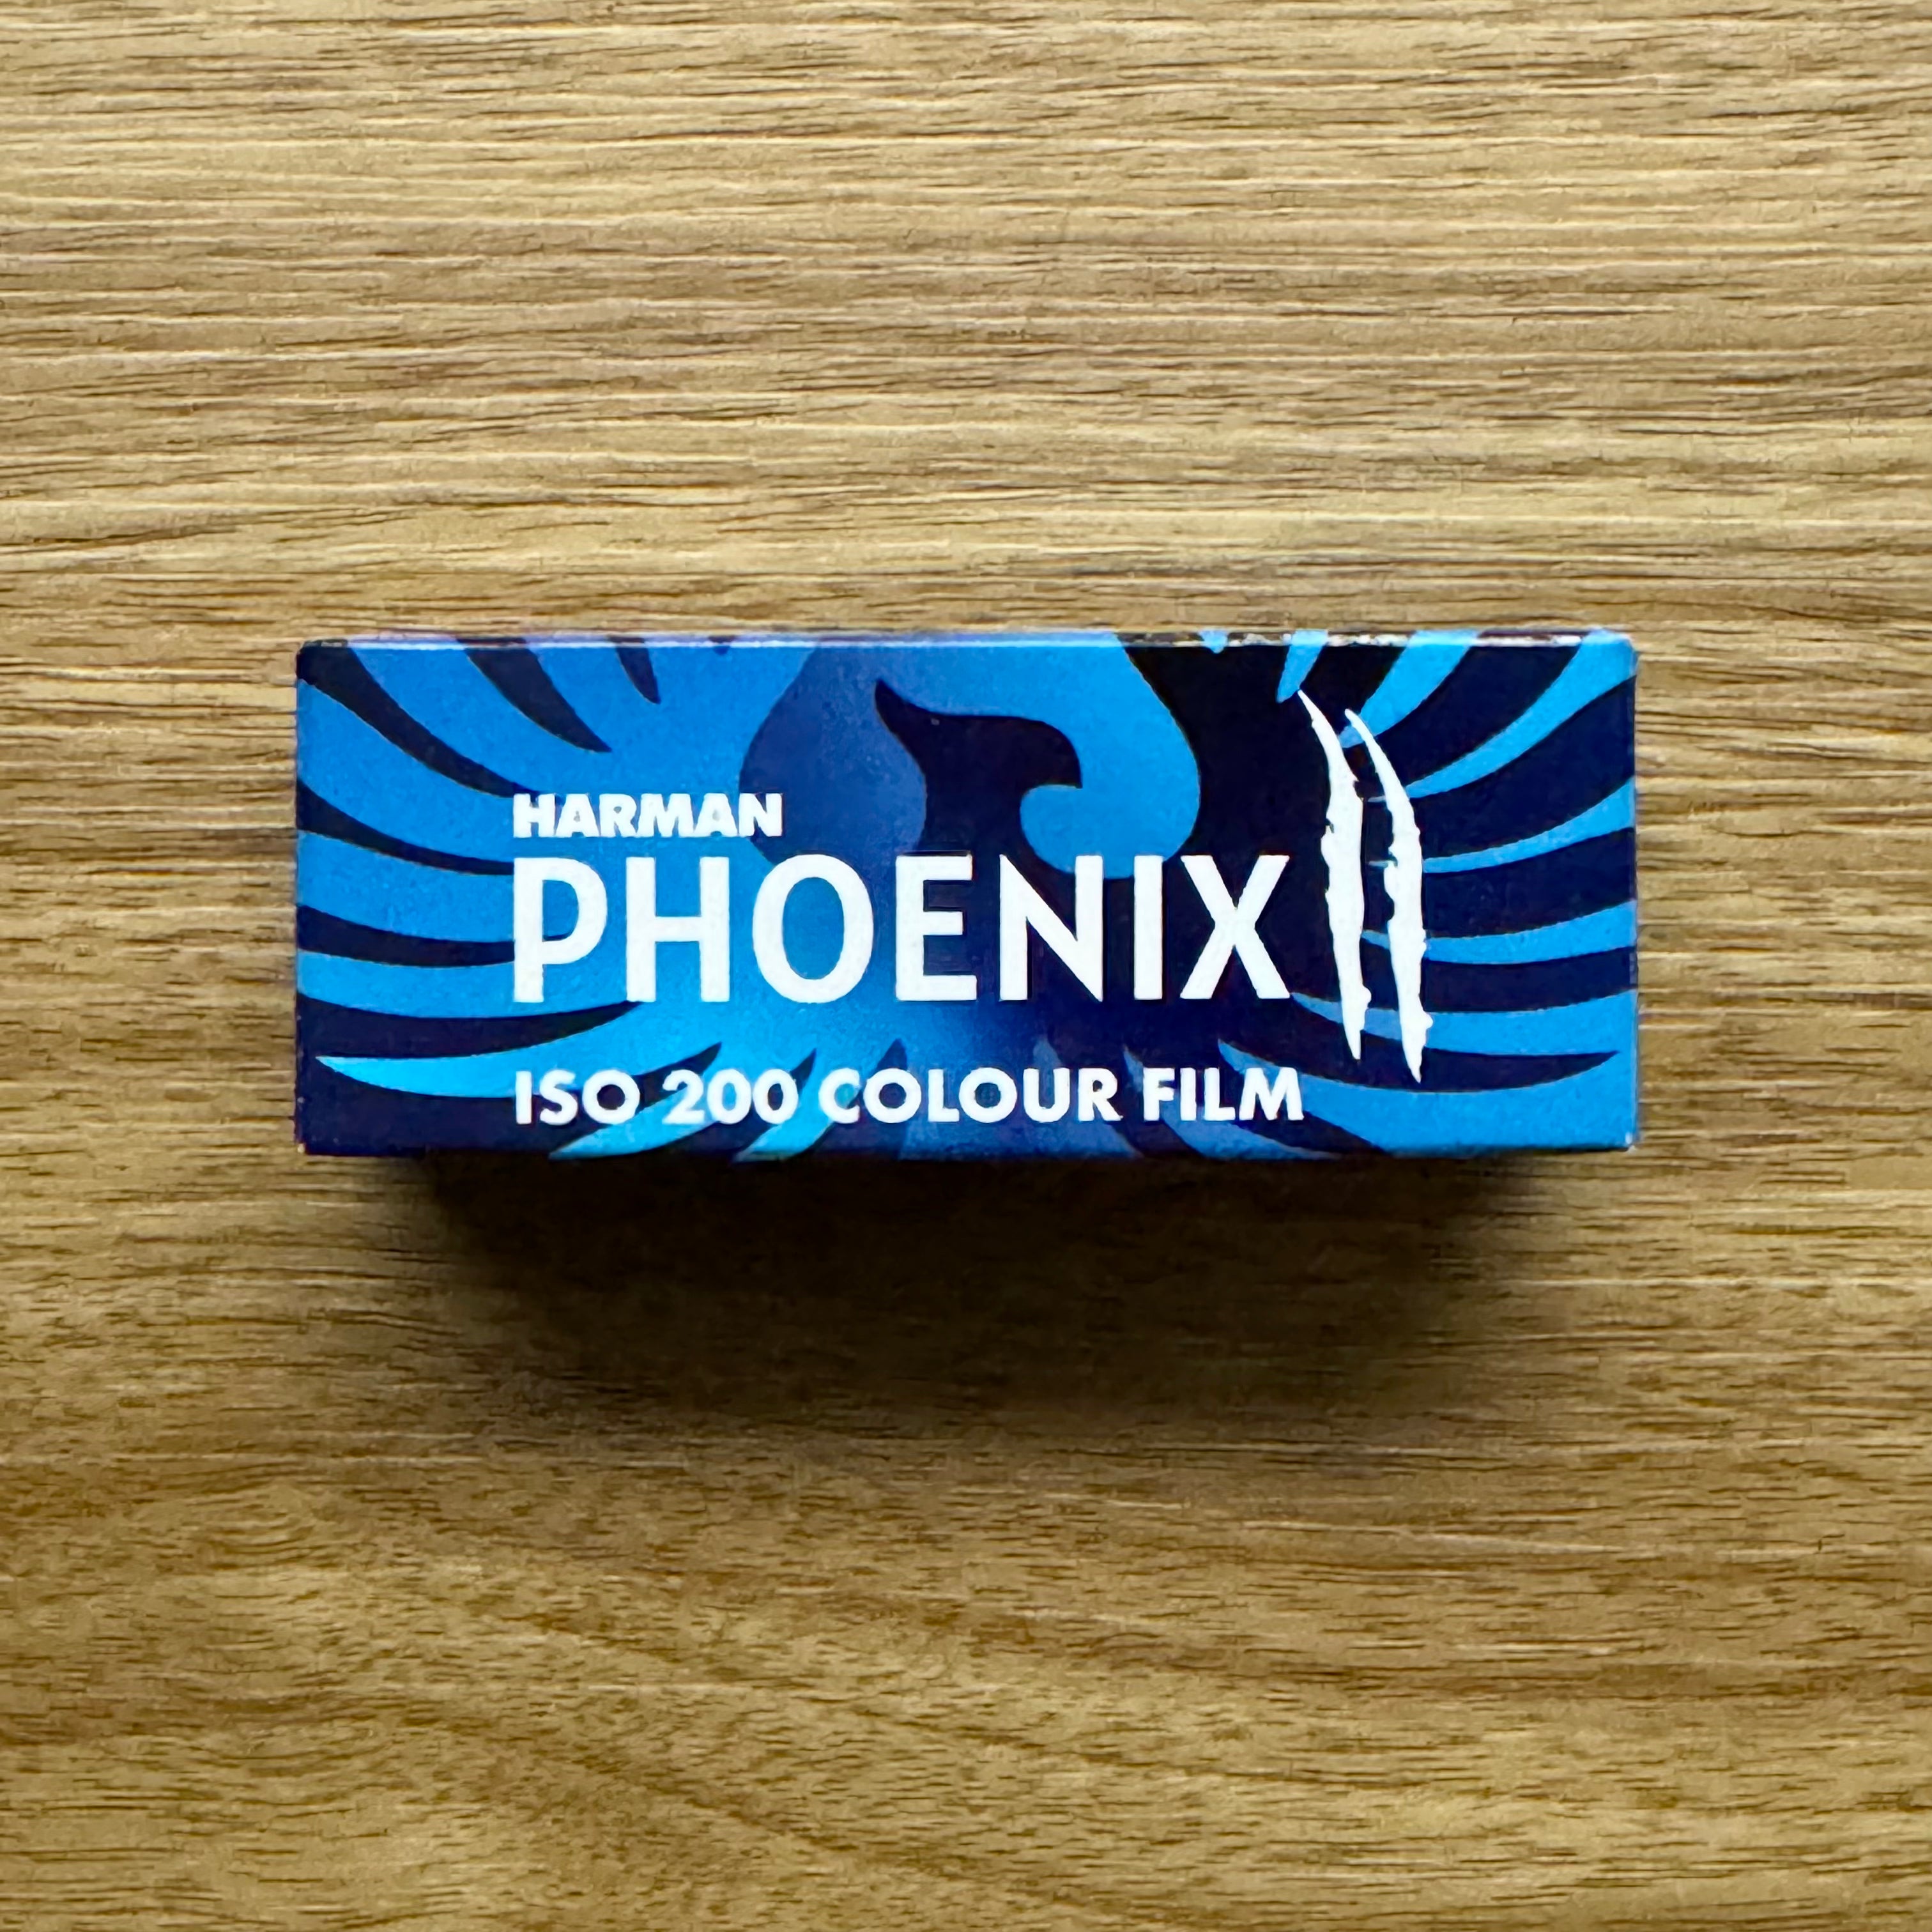 HARMAN
PHOENIX II
ISO 200 COLOUR FILM